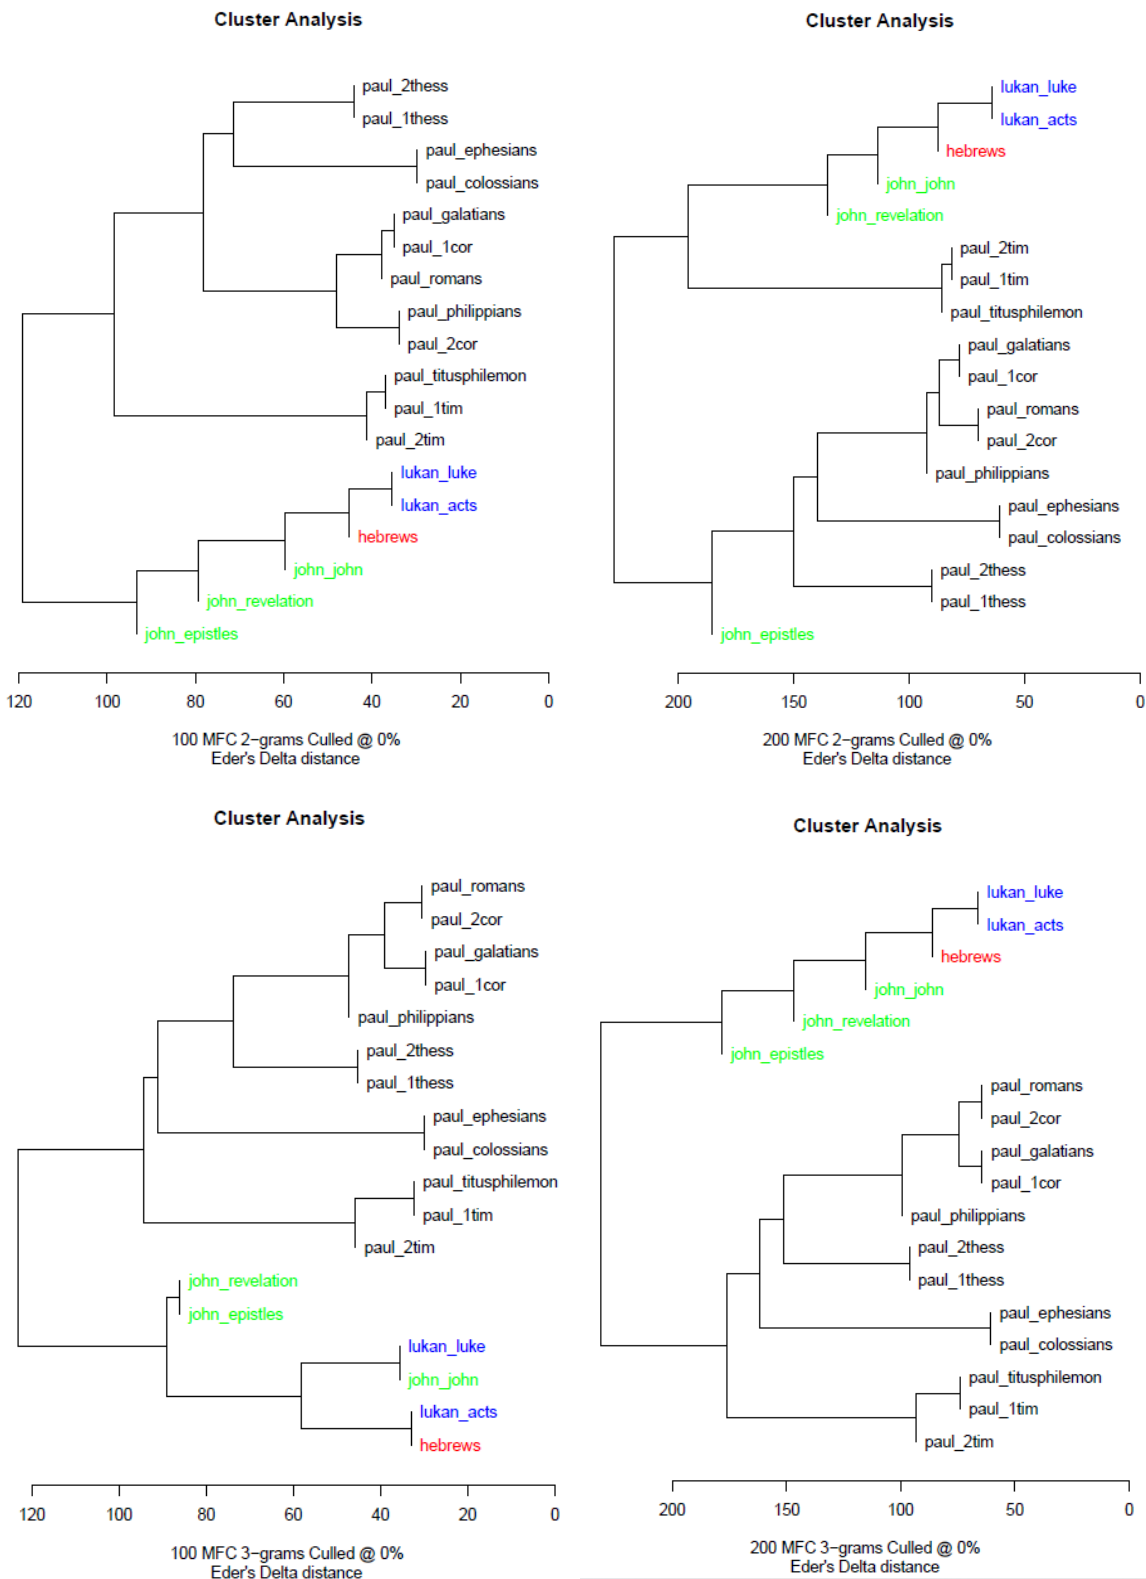 Cluster Analysis
paul_2thess
paul_1thess
paul_ephesians
paul_colossians
paul_galatians
paul_1cor
paul_romans
paul_philippians
paul_2cor
paul_titusphilemon
paul_1tim
paul_2tim
lukan_luke
lukan_acts
hebrews
john_john
john_revelation
john_epistles
120 100 80 60 40 20 0
100 MFC 2−grams Culled @ 0%
Eder's Delta distance
Cluster Analysis
lukan_luke
lukan_acts
hebrews
john_john
john_revelation
paul_2tim
paul_1tim
paul_titusphilemon
paul_galatians
paul_1cor
paul_romans
paul_2cor
paul_philippians
paul_ephesians
paul_colossians
paul_2thess
paul_1thess
john_epistles
200 150 100 50 0
200 MFC 2−grams Culled @ 0%
Eder's Delta distance
Cluster Analysis
paul_romans
paul_2cor
paul_galatians
paul_1cor
paul_philippians
paul_2thess
paul_1thess
paul_ephesians
paul_colossians
paul_titusphilemon
paul_1tim
paul_2tim
john_revelation
john_epistles
lukan_luke
john_john
lukan_acts
hebrews
120 100 80 60 40 20 0
100 MFC 3−grams Culled @ 0%
Eder's Delta distance
Cluster Analysis
lukan_luke
lukan_acts
hebrews
john_john
john_revelation
john_epistles
paul_romans
paul_2cor
paul_galatians
paul_1cor
paul_philippians
paul_2thess
paul_1thess
paul_ephesians
paul_colossians
paul_titusphilemon
paul_1tim
paul_2tim
200 150 100 50 0
200 MFC 3−grams Culled @ 0%
Eder's Delta distance